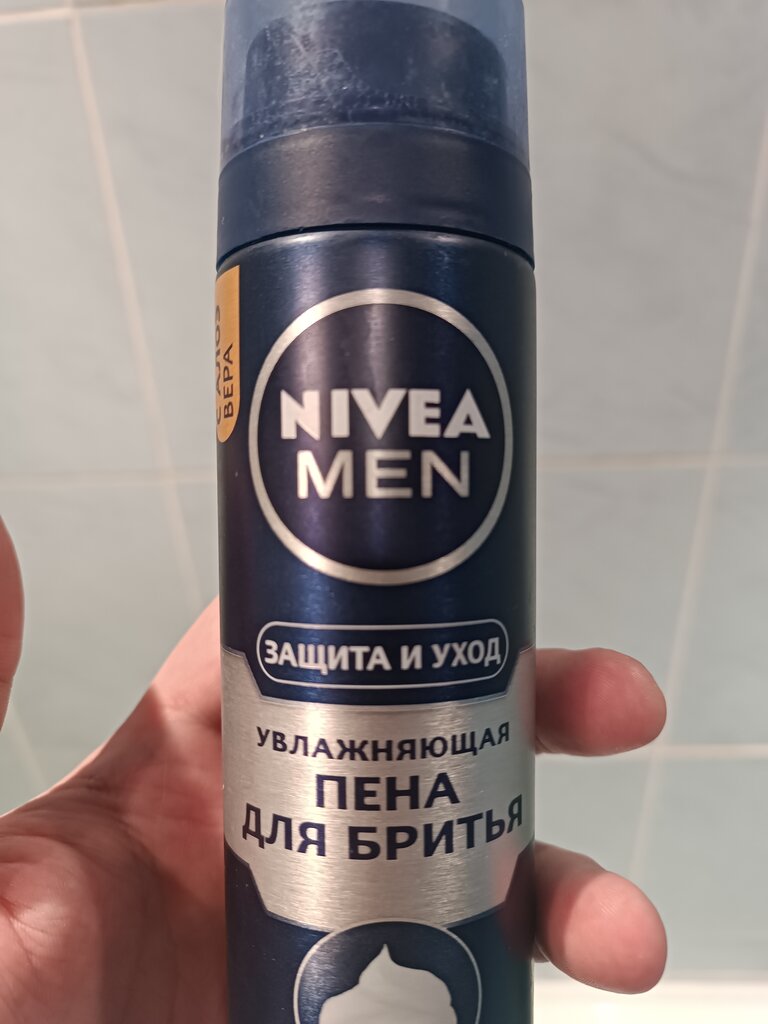 С АЛОЭ
ВЕРА
NIVEA
MEN
ЗАЩИТА И УХОД
УВЛАЖНЯЮЩАЯ
ПЕНА
ДЛЯ БРИТЬЯ